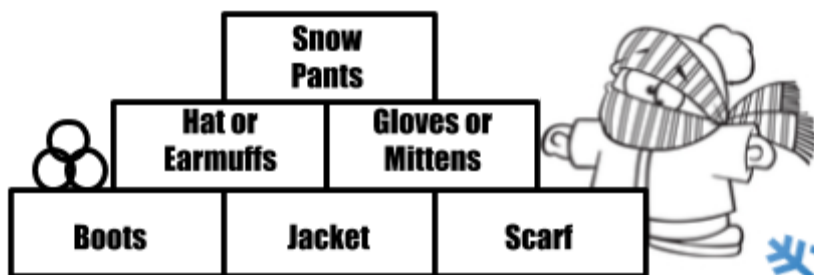 Snow
Pants
Hat or
Earmuffs
Gloves or
Mittens
Boots
Jacket
Scarf